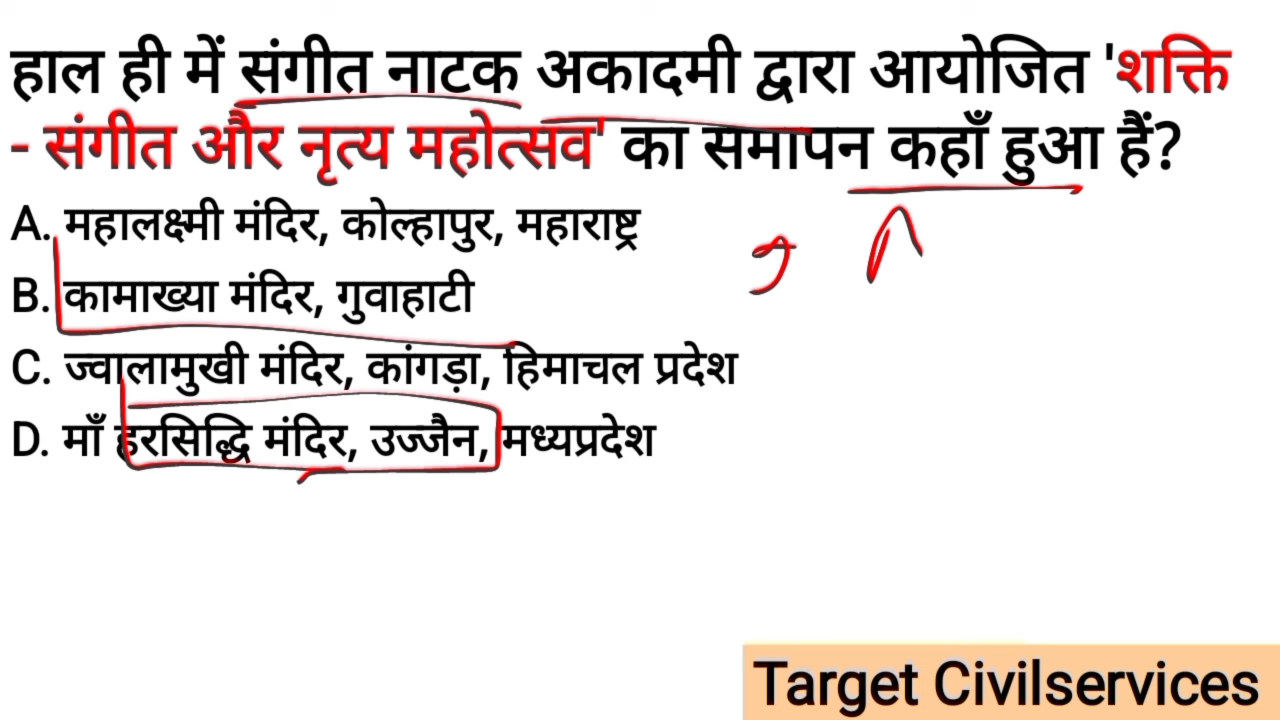 हाल ही में संगीत नाटक अकादमी द्वारा आयोजित 'शक्ति
- संगीत और नृत्य महोत्सव' का समापन कहाँ हुआ हैं?
A. महालक्ष्मी मंदिर, कोल्हापुर, महाराष्ट्र
B. कामाख्या मंदिर, गुवाहाटी
C. ज्वालामुखी मंदिर, कांगड़ा, हिमाचल प्रदेश
D. माँ हरसिद्धि मंदिर, उज्जैन, मध्यप्रदेश
Target Civilservices